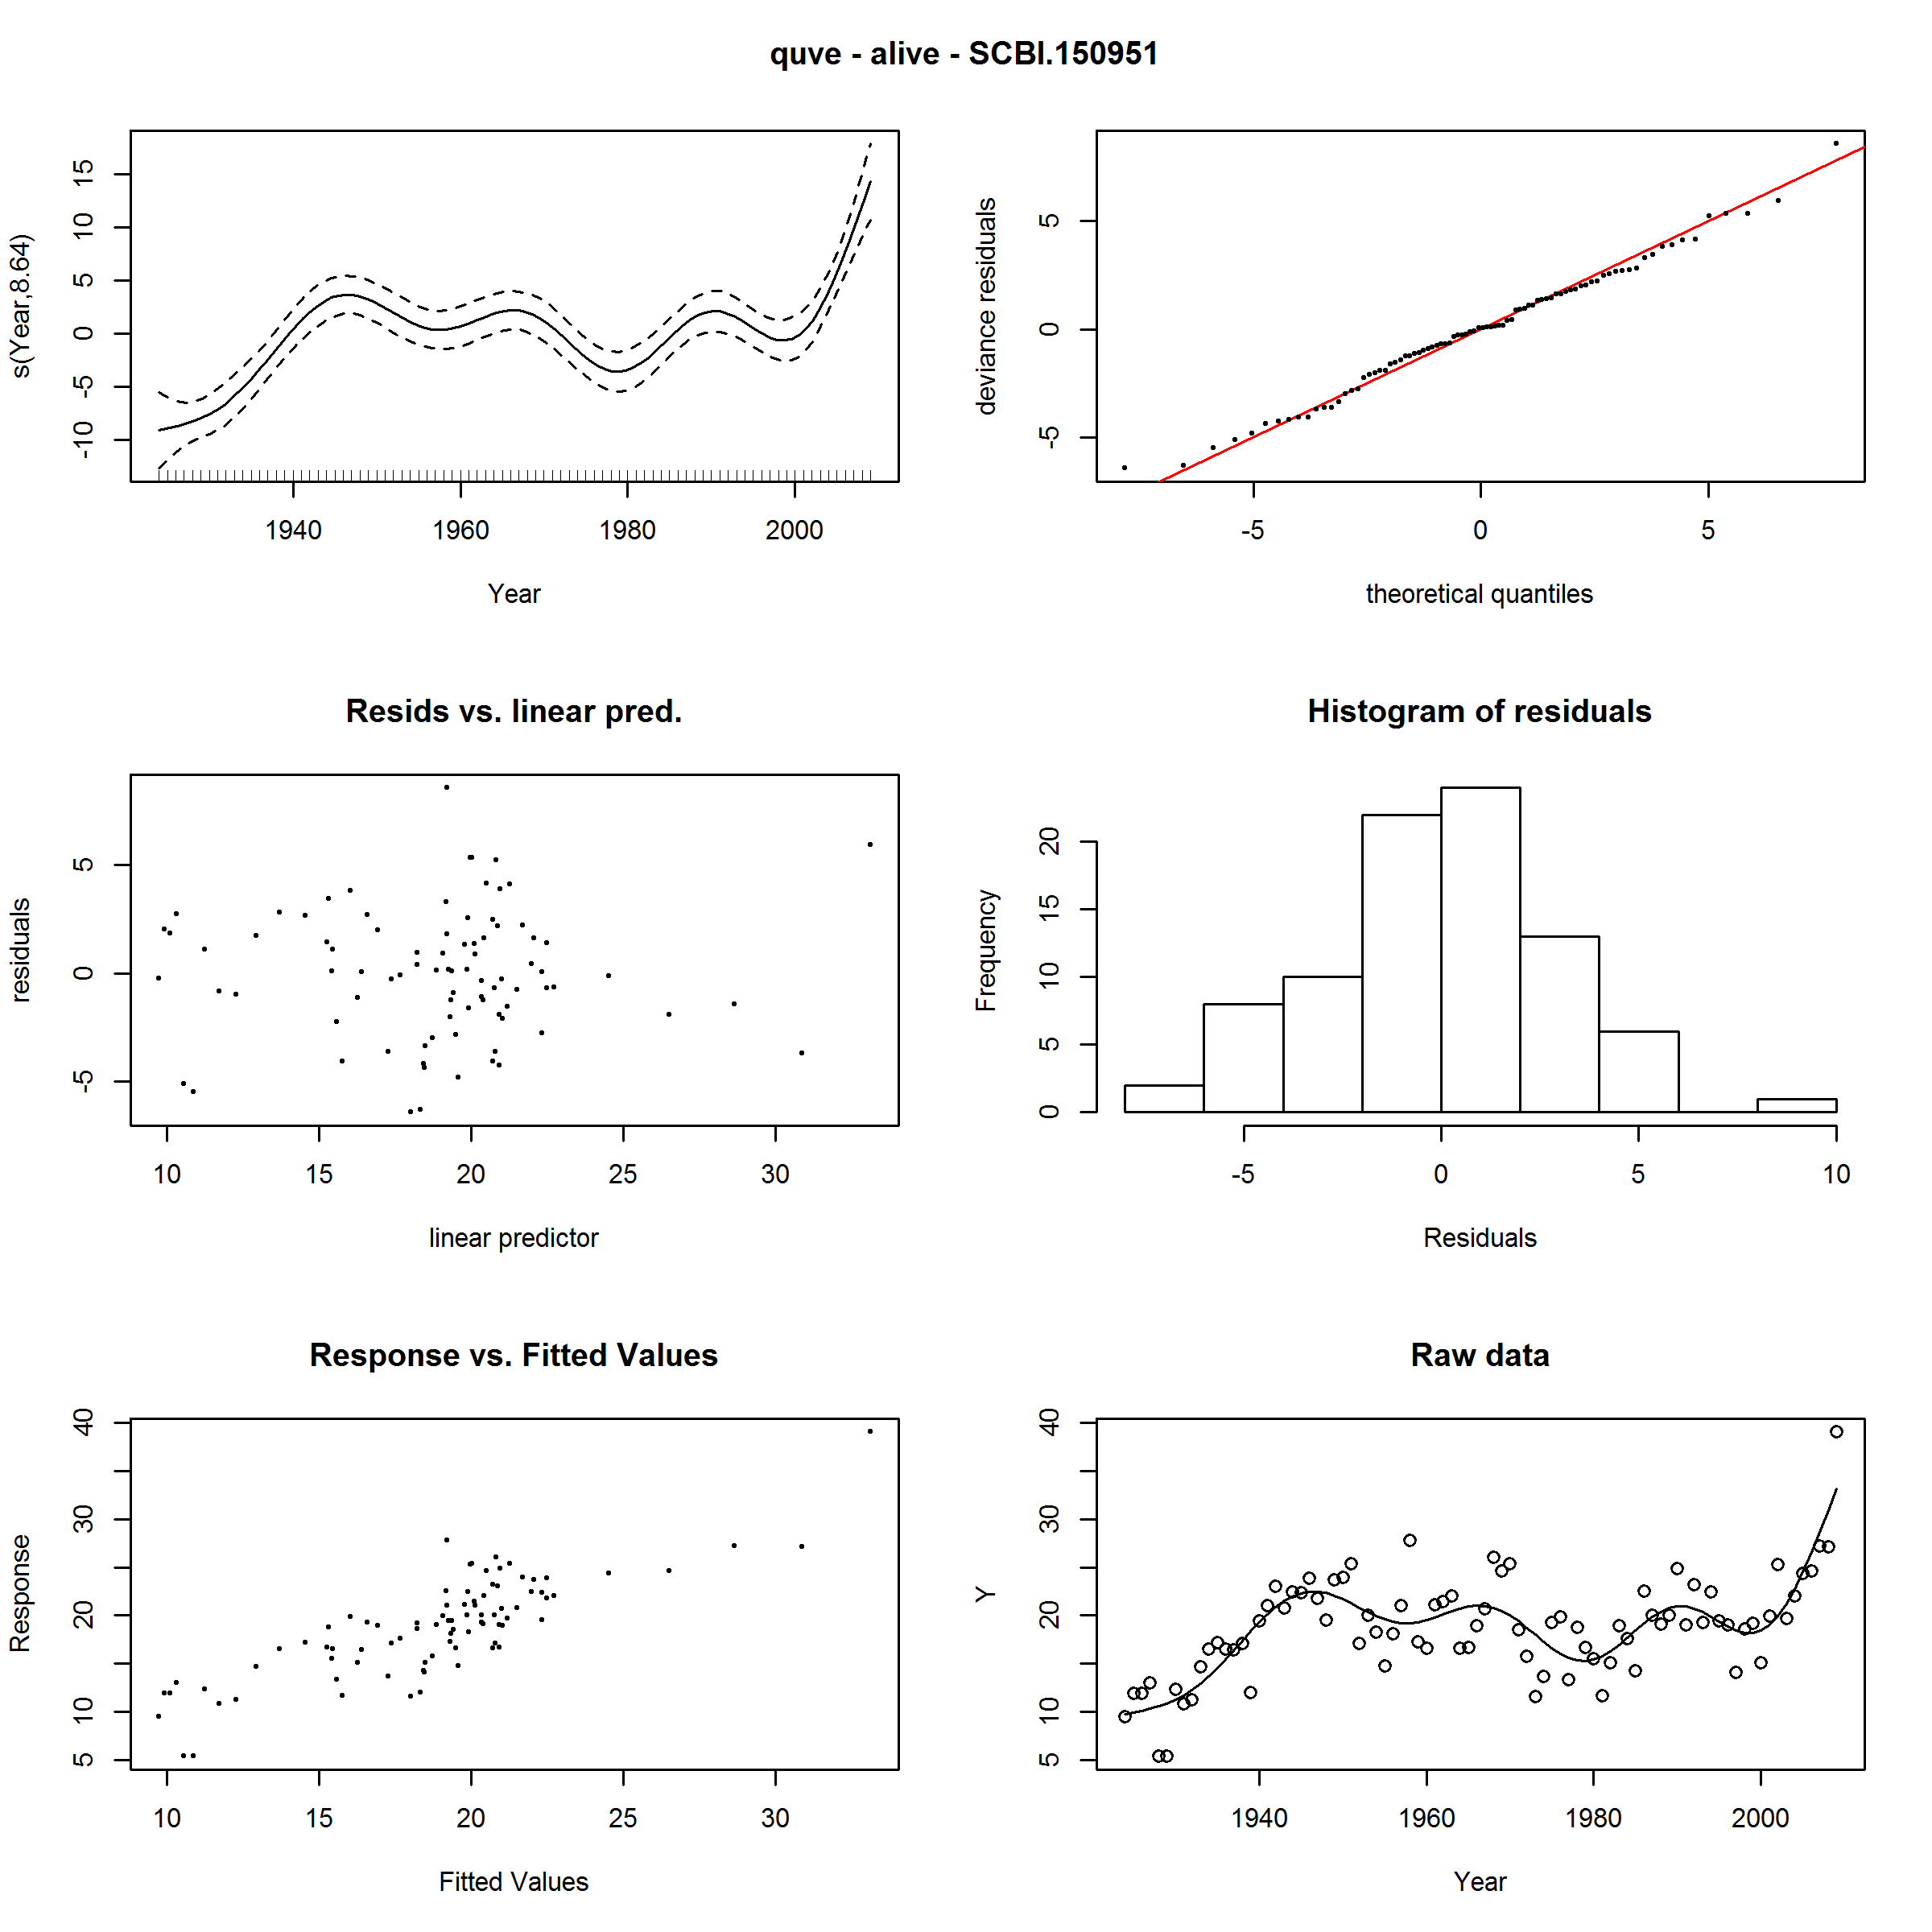 quve - alive - SCBI.150951
s(Year,8.64)
15
10
5
0
-5
-10
1940 1960 1980 2000
Year
deviance residuals
5
0
-5
-5 0 5
theoretical quantiles
Resids vs. linear pred.
residuals
5
0
-5
10 15 20 25 30
linear predictor
Histogram of residuals
Frequency
20
15
10
5
0
-5 0 5 10
Residuals
Response vs. Fitted Values
Response
40
30
20
10
5
10 15 20 25 30
Fitted Values
Raw data
Y
40
30
20
10
5
1940 1960 1980 2000
Year